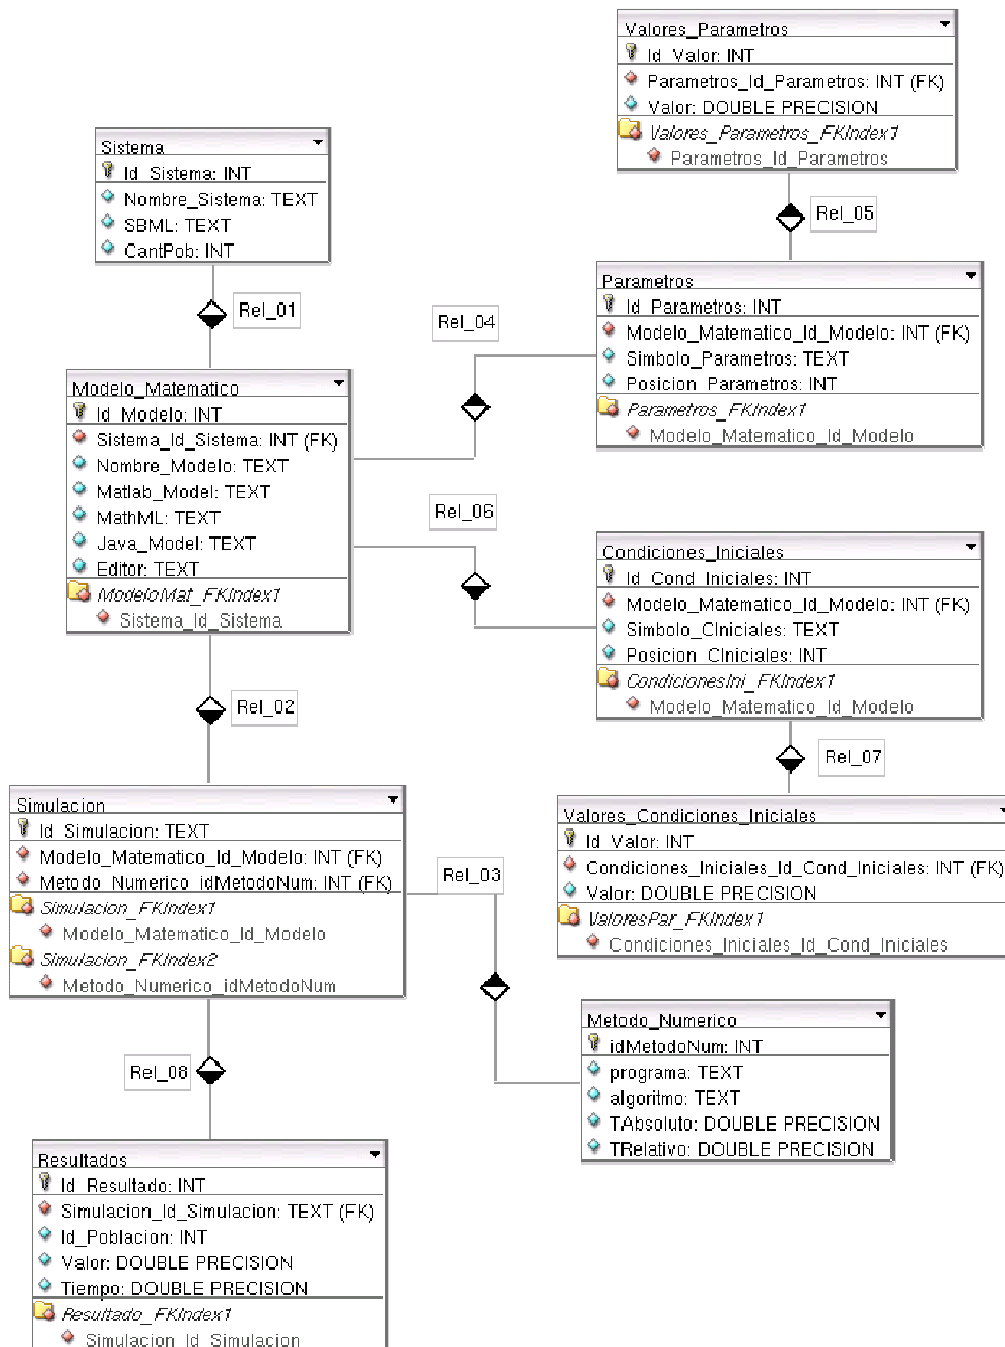 Valores_Parametros
Id_Valor: INT
Parametros_Id_Parametros: INT (FK)
Valor: DOUBLE PRECISION
Valores_Parametros_FKIndex1
Parametros_Id_Parametros
Sistema
Id_Sistema: INT
Nombre_Sistema: TEXT
SBML: TEXT
CantPob: INT
Rel_05
Rel_01
Rel_04
Parametros
Id_Parametros: INT
Modelo_Matematico_Id_Modelo: INT (FK)
Simbolo_Parametros: TEXT
Posicion_Parametros: INT
Parametros_FKIndex1
Modelo_Matematico_Id_Modelo
Modelo_Matematico
Id_Modelo: INT
Sistema_Id_Sistema: INT (FK)
Nombre_Modelo: TEXT
Matlab_Model: TEXT
MathML: TEXT
Java_Model: TEXT
Editor: TEXT
ModeloMat_FKIndex1
Sistema_Id_Sistema
Rel_06
Condiciones_Iniciales
Id_Cond_Iniciales: INT
Modelo_Matematico_Id_Modelo: INT (FK)
Simbolo_CIniciales: TEXT
Posicion_CIniciales: INT
CondicionesIni_FKIndex1
Modelo_Matematico_Id_Modelo
Rel_02
Rel_07
Simulacion
Id_Simulacion: TEXT
Modelo_Matematico_Id_Modelo: INT (FK)
Metodo_Numerico_idMetodoNum: INT (FK)
Simulacion_FKIndex1
Modelo_Matematico_Id_Modelo
Simulacion_FKIndex2
Metodo_Numerico_idMetodoNum
Rel_03
Valores_Condiciones_Iniciales
Id_Valor: INT
Condiciones_Iniciales_Id_Cond_Iniciales: INT (FK)
Valor: DOUBLE PRECISION
ValoresPar_FKIndex1
Condiciones_Iniciales_Id_Cond_Iniciales
Metodo_Numerico
idMetodoNum: INT
programa: TEXT
algoritmo: TEXT
TAbsoluto: DOUBLE PRECISION
TRelativo: DOUBLE PRECISION
Rel_08
Resultados
Id_Resultado: INT
Simulacion_Id_Simulacion: TEXT (FK)
Id_Poblacion: INT
Valor: DOUBLE PRECISION
Tiempo: DOUBLE PRECISION
Resultado_FKIndex1
Simulacion_Id_Simulacion